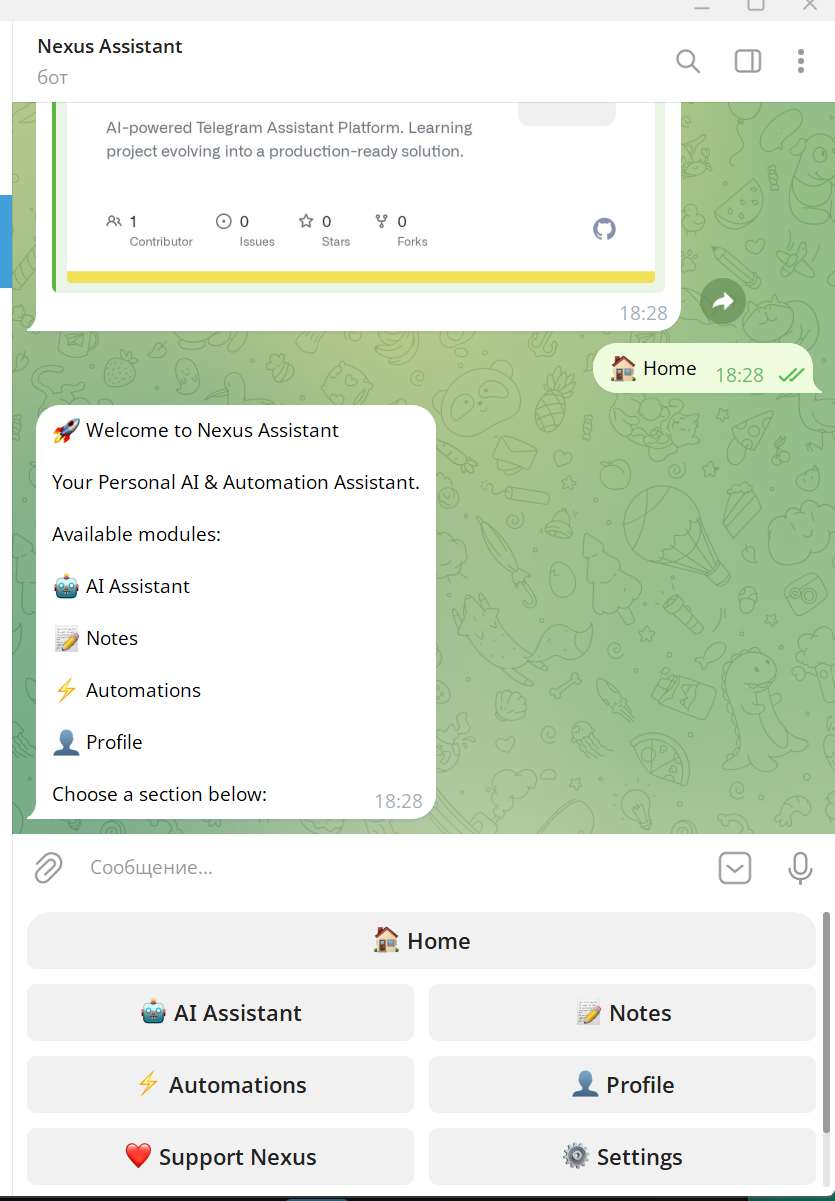 Nexus Assistant
бот
AI-powered Telegram Assistant Platform. Learning
project evolving into a production-ready solution.
1
Contributor
0
Issues
0
Stars
0
Forks
18:28
🏠 Home 18:28
🚀 Welcome to Nexus Assistant
Your Personal AI & Automation Assistant.
Available modules:
🤖 AI Assistant
📝 Notes
⚡ Automations
👤 Profile
Choose a section below: 18:28
Сообщение...
🏠 Home
🤖 AI Assistant
📝 Notes
⚡ Automations
👤 Profile
❤️ Support Nexus
⚙️ Settings